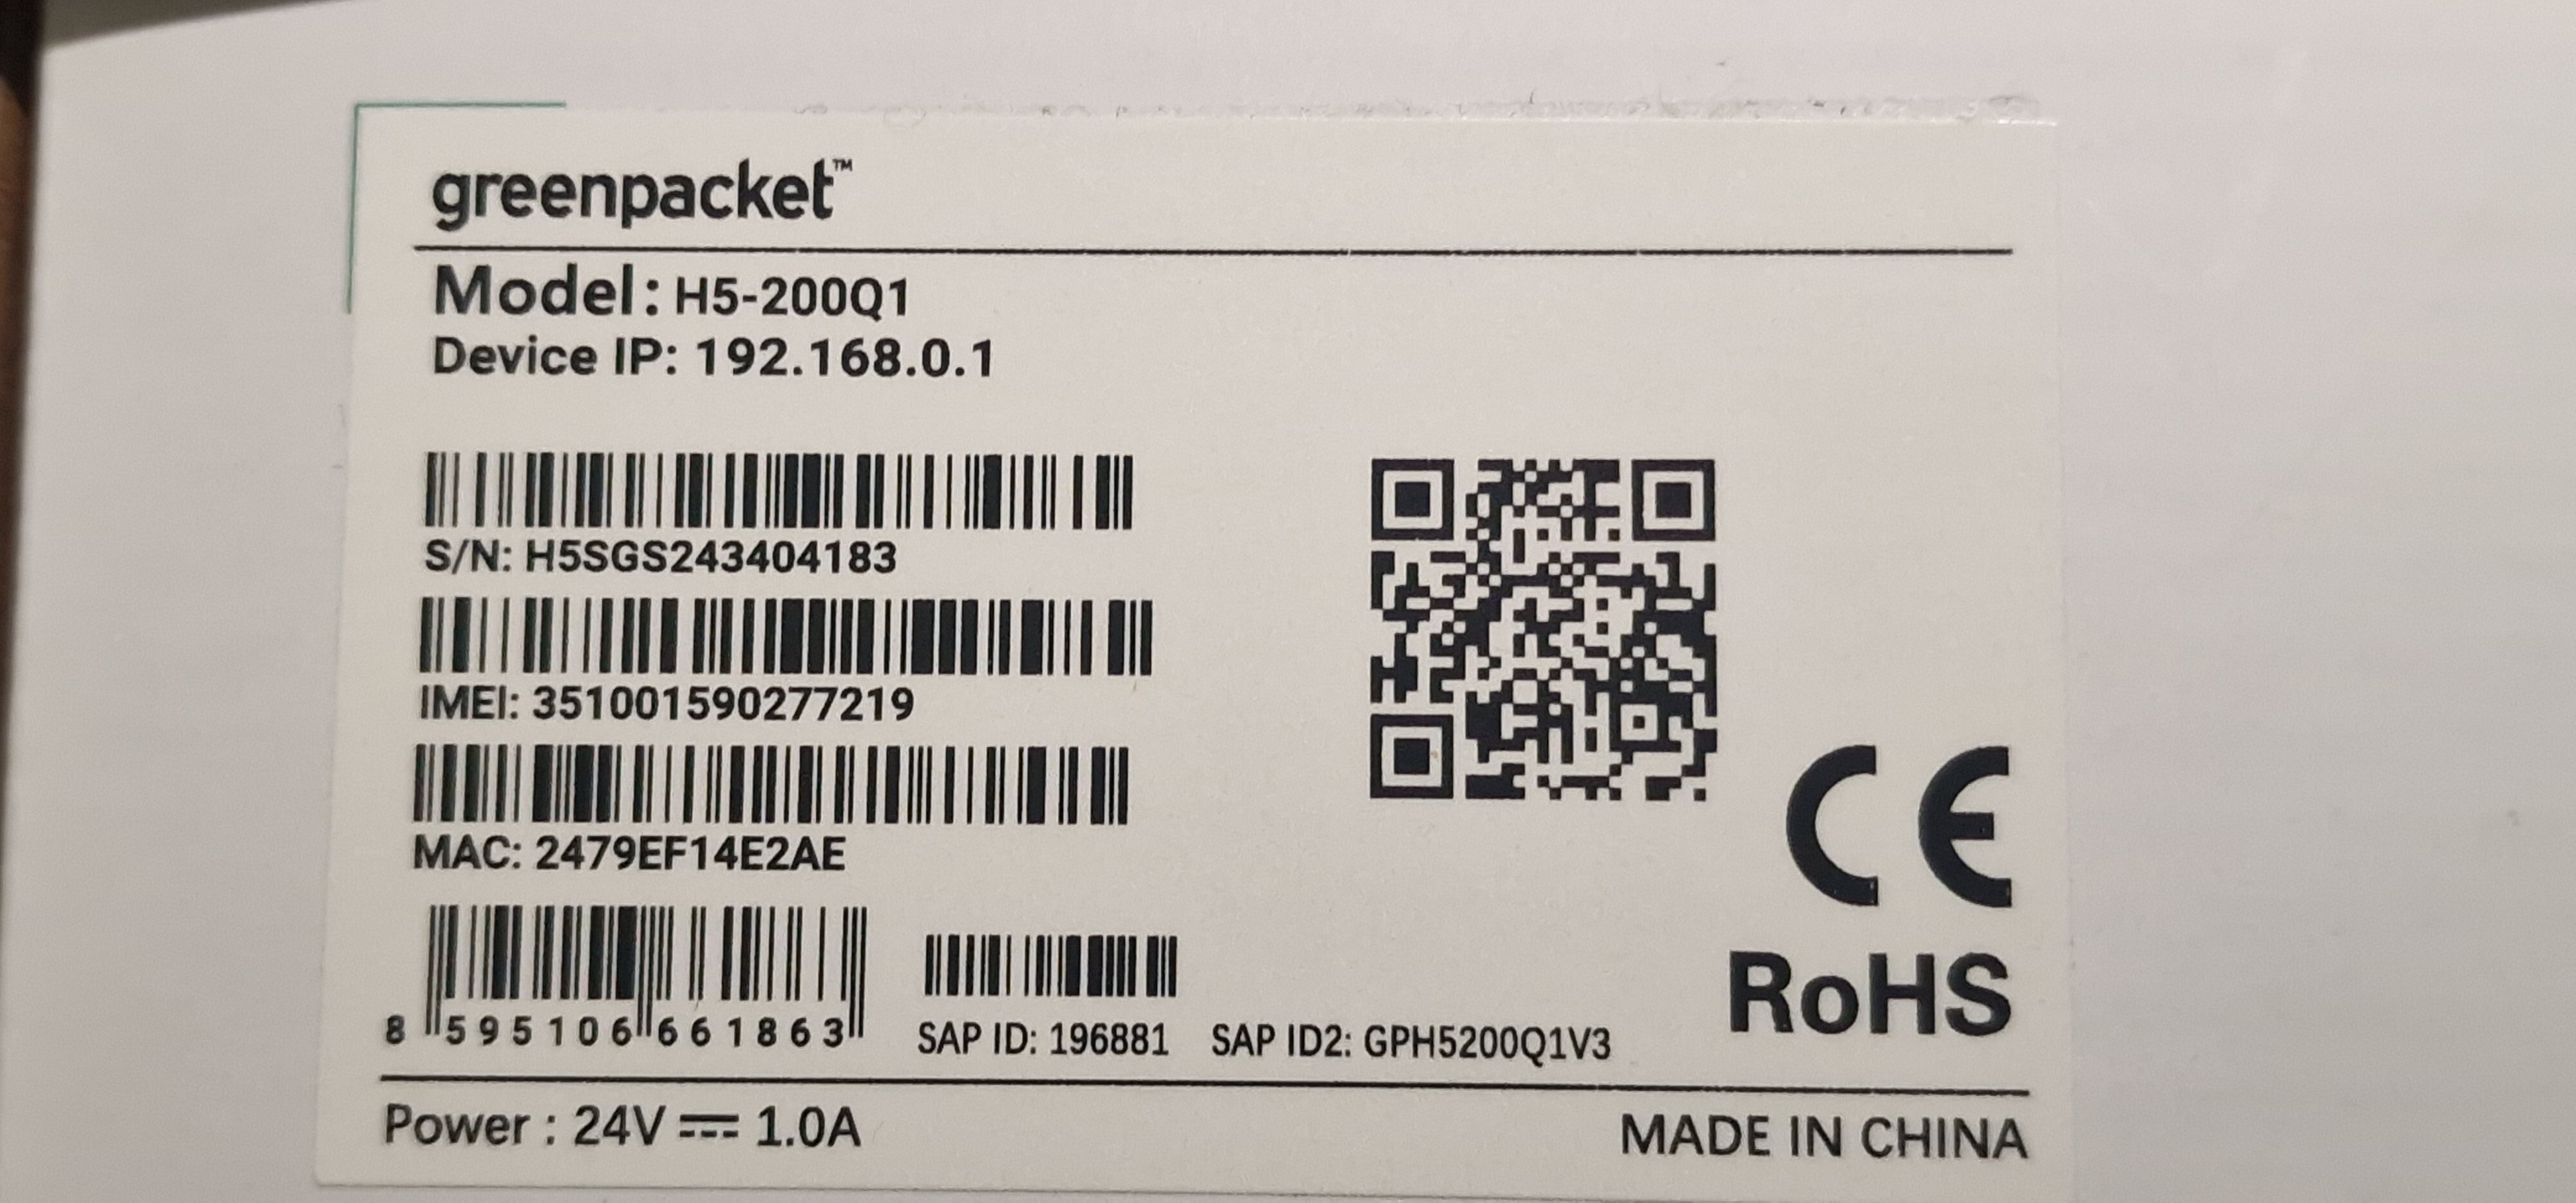 greenpacket™
Model: H5-200Q1
Device IP: 192.168.0.1
S/N: H5SGS243404183
IMEI: 351001590277219
MAC: 2479EF14E2AE
8 595106 661863
SAP ID: 196881 SAP ID2: GPH5200Q1V3
CE
RoHS
Power : 24V ⎓ 1.0A
MADE IN CHINA